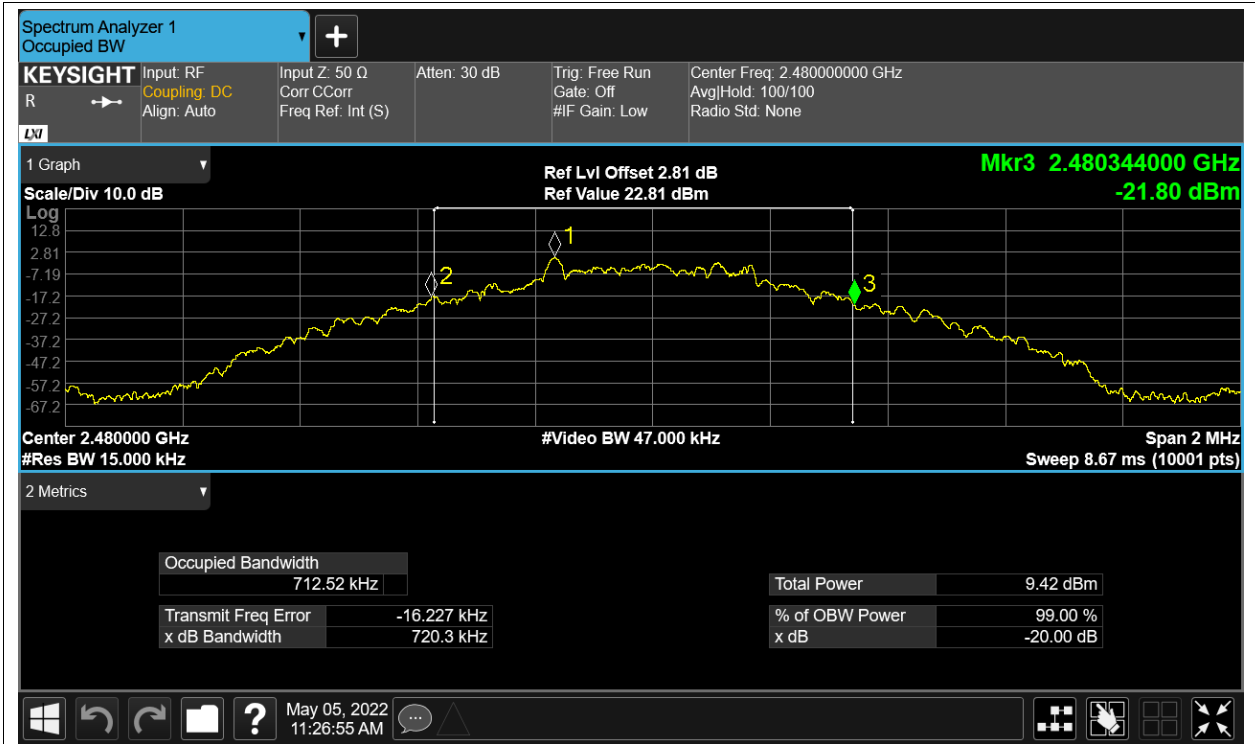 Spectrum Analyzer 1
Occupied BW
KEYSIGHT
R
LXI
Input: RF
Coupling: DC
Align: Auto
Input Z: 50 Ω
Corr CCorr
Freq Ref: Int (S)
Atten: 30 dB
Trig: Free Run
Gate: Off
#IF Gain: Low
Center Freq: 2.480000000 GHz
Avg|Hold: 100/100
Radio Std: None
1 Graph
Scale/Div 10.0 dB
Ref Lvl Offset 2.81 dB
Ref Value 22.81 dBm
Mkr3 2.480344000 GHz
-21.80 dBm
Log
12.8
2.81
-7.19
-17.2
-27.2
-37.2
-47.2
-57.2
-67.2
1
2
3
Center 2.480000 GHz
#Res BW 15.000 kHz
#Video BW 47.000 kHz
Span 2 MHz
Sweep 8.67 ms (10001 pts)
2 Metrics
Occupied Bandwidth
712.52 kHz
Transmit Freq Error -16.227 kHz
x dB Bandwidth 720.3 kHz
Total Power 9.42 dBm
% of OBW Power 99.00 %
x dB -20.00 dB
?
May 05, 2022
11:26:55 AM